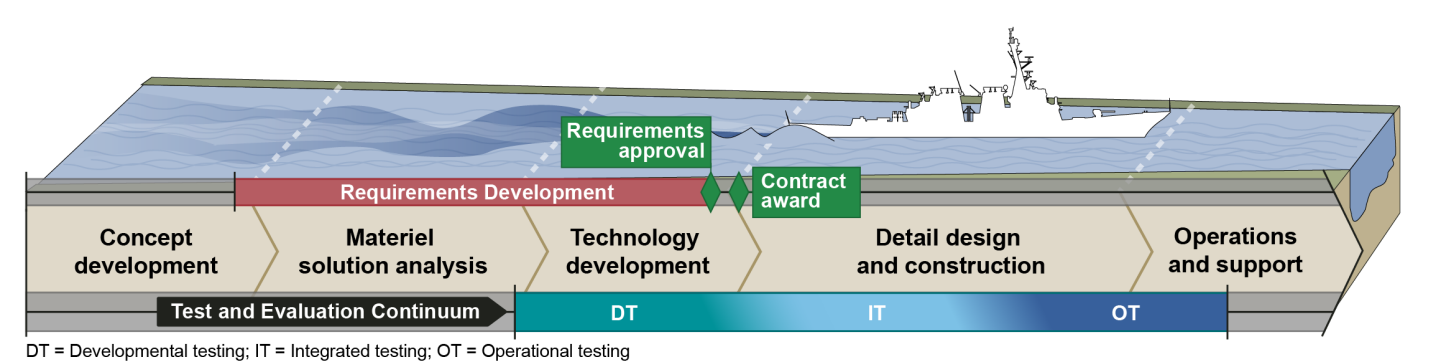 Requirements
approval
Requirements Development
Contract
award
Concept
development
Materiel
solution analysis
Technology
development
Detail design
and construction
Operations
and support
Test and Evaluation Continuum
DT
IT
OT
DT = Developmental testing; IT = Integrated testing; OT = Operational testing